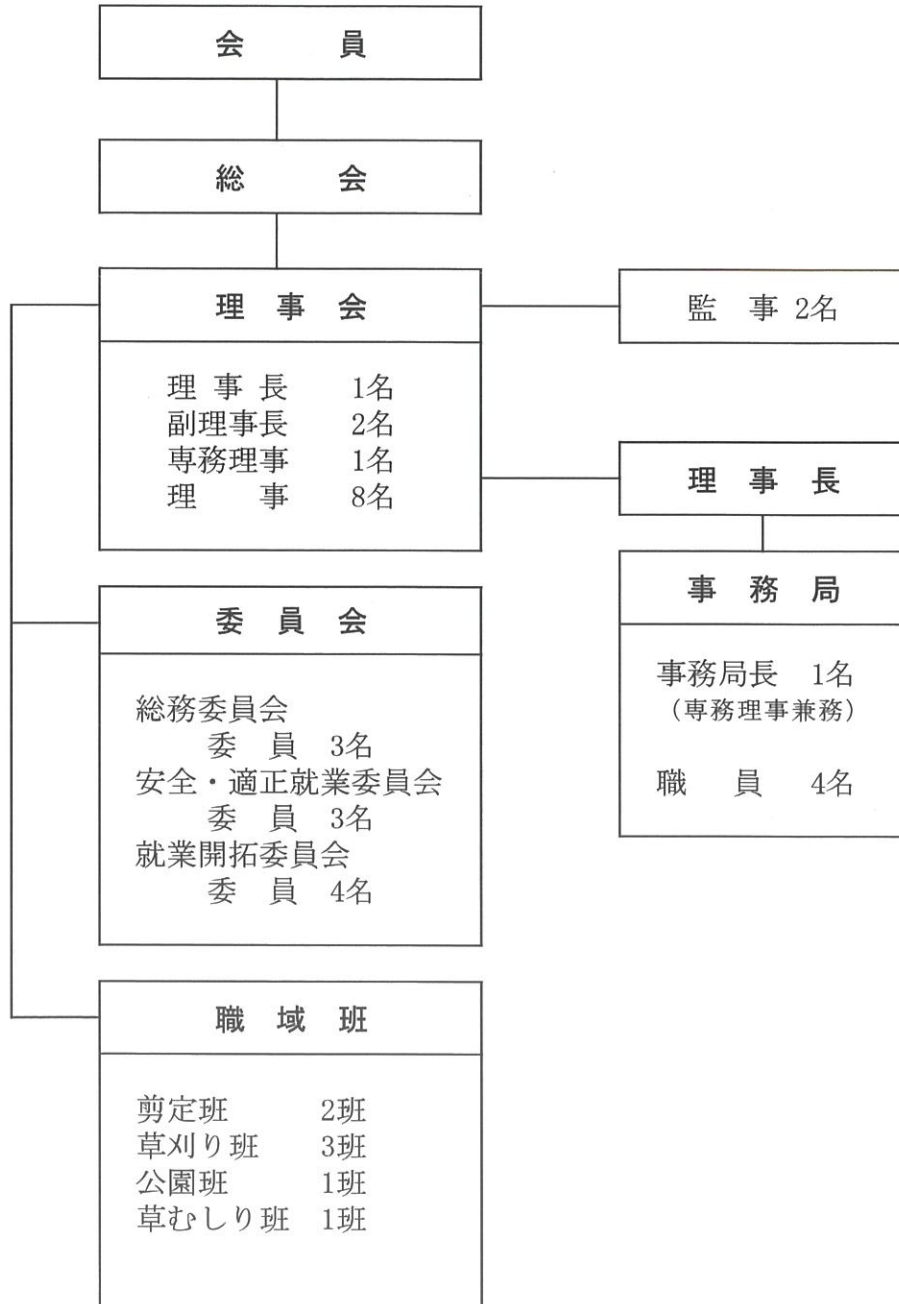 会　員
総　会
理　事　会
理　事　長　1名
副理事長　2名
専務理事　1名
理　　事　8名
監　事 2名
理　事　長
事　務　局
事務局長　1名
（専務理事兼務）
職　員　4名
委　員　会
総務委員会
委　員　3名
安全・適正就業委員会
委　員　3名
就業開拓委員会
委　員　4名
職　域　班
剪定班　2班
草刈り班　3班
公園班　1班
草むしり班　1班